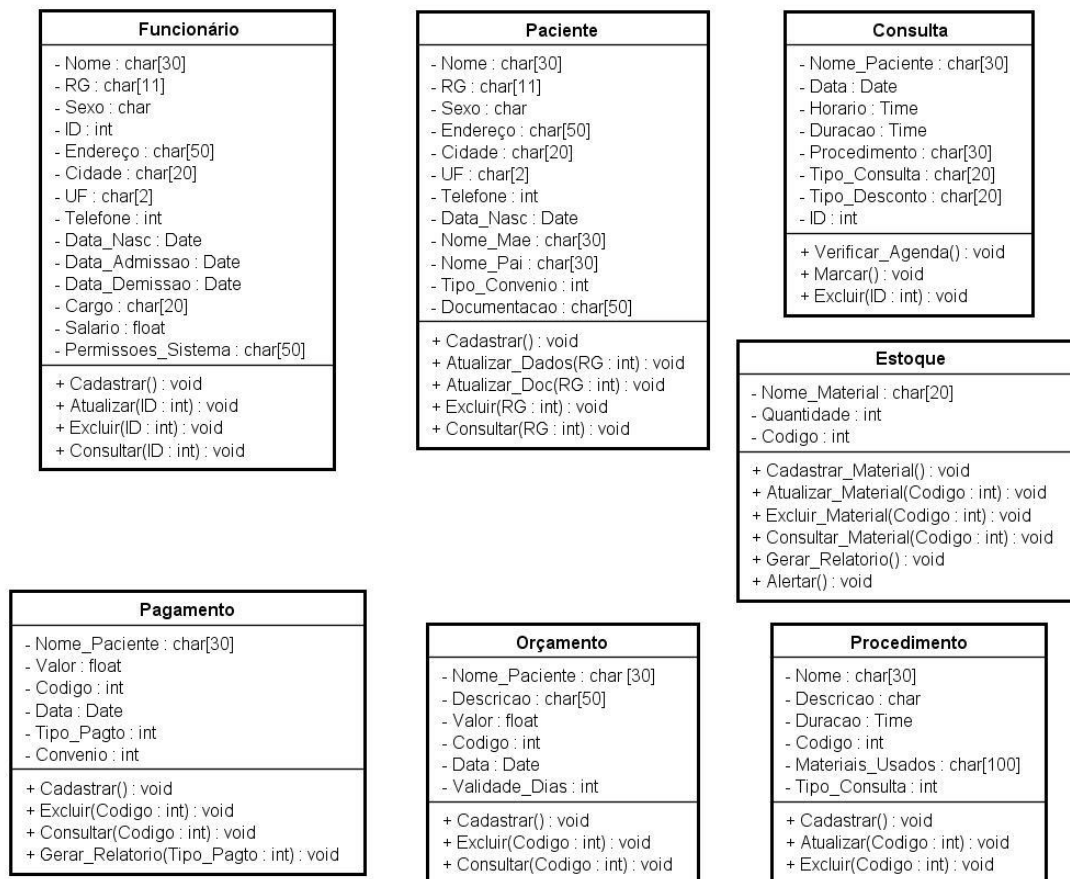 Funcionário
- Nome : char[30]
- RG : char[11]
- Sexo : char
- ID : int
- Endereço : char[50]
- Cidade : char[20]
- UF : char[2]
- Telefone : int
- Data_Nasc : Date
- Data_Admissao : Date
- Data_Demissao : Date
- Cargo : char[20]
- Salario : float
- Permissoes_Sistema : char[50]
+ Cadastrar() : void
+ Atualizar(ID : int) : void
+ Excluir(ID : int) : void
+ Consultar(ID : int) : void
Paciente
- Nome : char[30]
- RG : char[11]
- Sexo : char
- Endereço : char[50]
- Cidade : char[20]
- UF : char[2]
- Telefone : int
- Data_Nasc : Date
- Nome_Mae : char[30]
- Nome_Pai : char[30]
- Tipo_Convenio : int
- Documentacao : char[50]
+ Cadastrar() : void
+ Atualizar_Dados(RG : int) : void
+ Atualizar_Doc(RG : int) : void
+ Excluir(RG : int) : void
+ Consultar(RG : int) : void
Consulta
- Nome_Paciente : char[30]
- Data : Date
- Horario : Time
- Duracao : Time
- Procedimento : char[30]
- Tipo_Consulta : char[20]
- Tipo_Desconto : char[20]
- ID : int
+ Verificar_Agenda() : void
+ Marcar() : void
+ Excluir(ID : int) : void
Estoque
- Nome_Material : char[20]
- Quantidade : int
- Codigo : int
+ Cadastrar_Material() : void
+ Atualizar_Material(Codigo : int) : void
+ Excluir_Material(Codigo : int) : void
+ Consultar_Material(Codigo : int) : void
+ Gerar_Relatorio() : void
+ Alertar() : void
Pagamento
- Nome_Paciente : char[30]
- Valor : float
- Codigo : int
- Data : Date
- Tipo_Pagto : int
- Convenio : int
+ Cadastrar() : void
+ Excluir(Codigo : int) : void
+ Consultar(Codigo : int) : void
+ Gerar_Relatorio(Tipo_Pagto : int) : void
Orçamento
- Nome_Paciente : char [30]
- Descricao : char[50]
- Valor : float
- Codigo : int
- Data : Date
- Validade_Dias : int
+ Cadastrar() : void
+ Excluir(Codigo : int) : void
+ Consultar(Codigo : int) : void
Procedimento
- Nome : char[30]
- Descricao : char
- Duracao : Time
- Codigo : int
- Materiais_Usados : char[100]
- Tipo_Consulta : int
+ Cadastrar() : void
+ Atualizar(Codigo : int) : void
+ Excluir(Codigo : int) : void